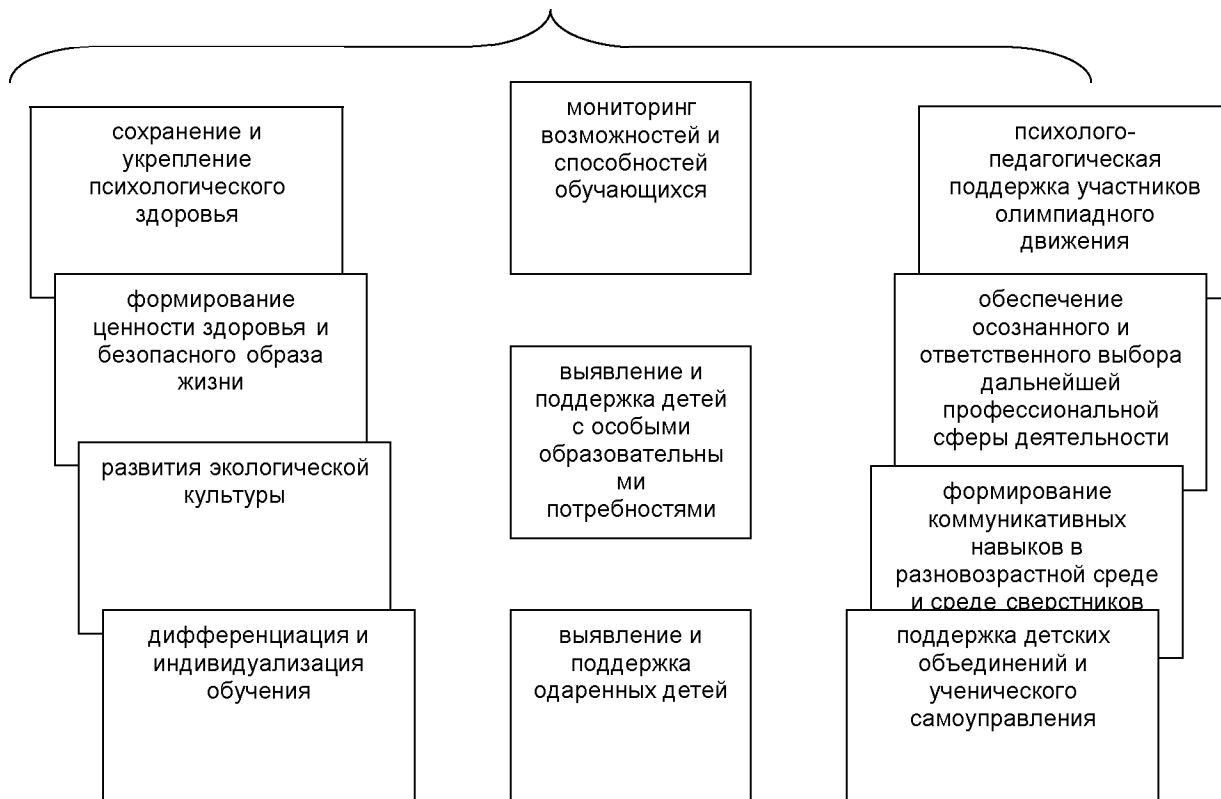 сохранение и
укрепление
психологического
здоровья
формирование
ценности здоровья и
безопасного образа
жизни
развития экологической
культуры
дифференциация и
индивидуализация
обучения
мониторинг
возможностей и
способностей
обучающихся
выявление и
поддержка детей
с особыми
образовательны
ми
потребностями
выявление и
поддержка
одаренных детей
психолого-
педагогическая
поддержка участников
олимпиадного
движения
обеспечение
осознанного и
ответственного выбора
дальнейшей
профессиональной
сферы деятельности
формирование
коммуникативных
навыков в
разновозрастной среде
и среде сверстников
поддержка детских
объединений и
ученического
самоуправления